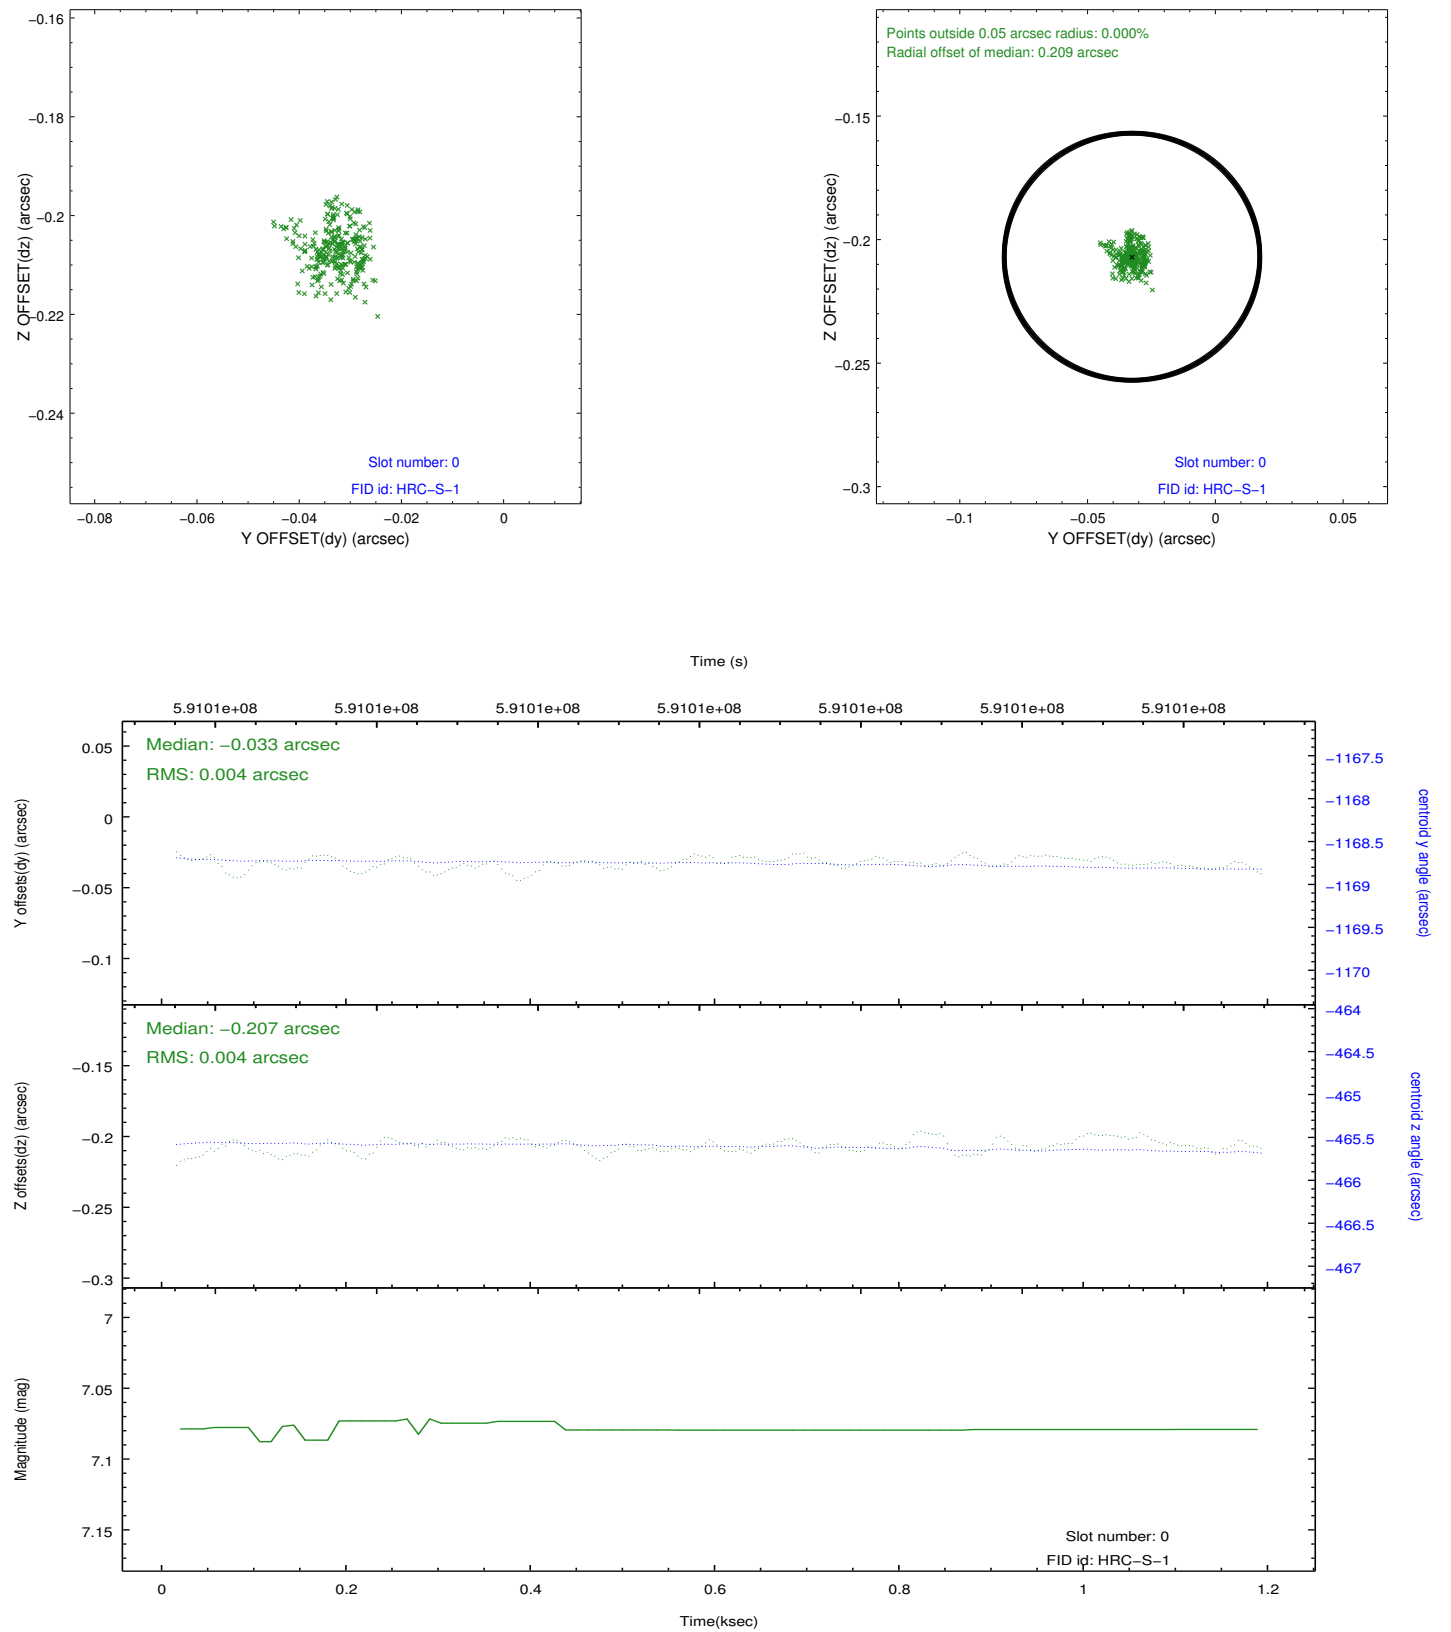 −0.16
−0.18
−0.2
−0.22
−0.24
Z OFFSET(dz) (arcsec)
Slot number: 0
FID id: HRC−S−1
−0.08 −0.06 −0.04 −0.02 0
Y OFFSET(dy) (arcsec)
Points outside 0.05 arcsec radius: 0.000%
Radial offset of median: 0.209 arcsec
−0.15
−0.2
−0.25
−0.3
Z OFFSET(dz) (arcsec)
Slot number: 0
FID id: HRC−S−1
−0.1 −0.05 0 0.05
Y OFFSET(dy) (arcsec)
Time (s)
5.9101e+08 5.9101e+08 5.9101e+08 5.9101e+08 5.9101e+08 5.9101e+08 5.9101e+08
Median: −0.033 arcsec
RMS: 0.004 arcsec
0.05
0
−0.05
−0.1
Y offsets(dy) (arcsec)
−1167.5
−1168
−1168.5
−1169
−1169.5
−1170
centroid y angle (arcsec)
Median: −0.207 arcsec
RMS: 0.004 arcsec
−0.15
−0.2
−0.25
−0.3
Z offsets(dz) (arcsec)
−464
−464.5
−465
−465.5
−466
−466.5
−467
centroid z angle (arcsec)
7
7.05
7.1
7.15
Magnitude (mag)
Slot number: 0
FID id: HRC−S−1
0 0.2 0.4 0.6 0.8 1 1.2
Time(ksec)